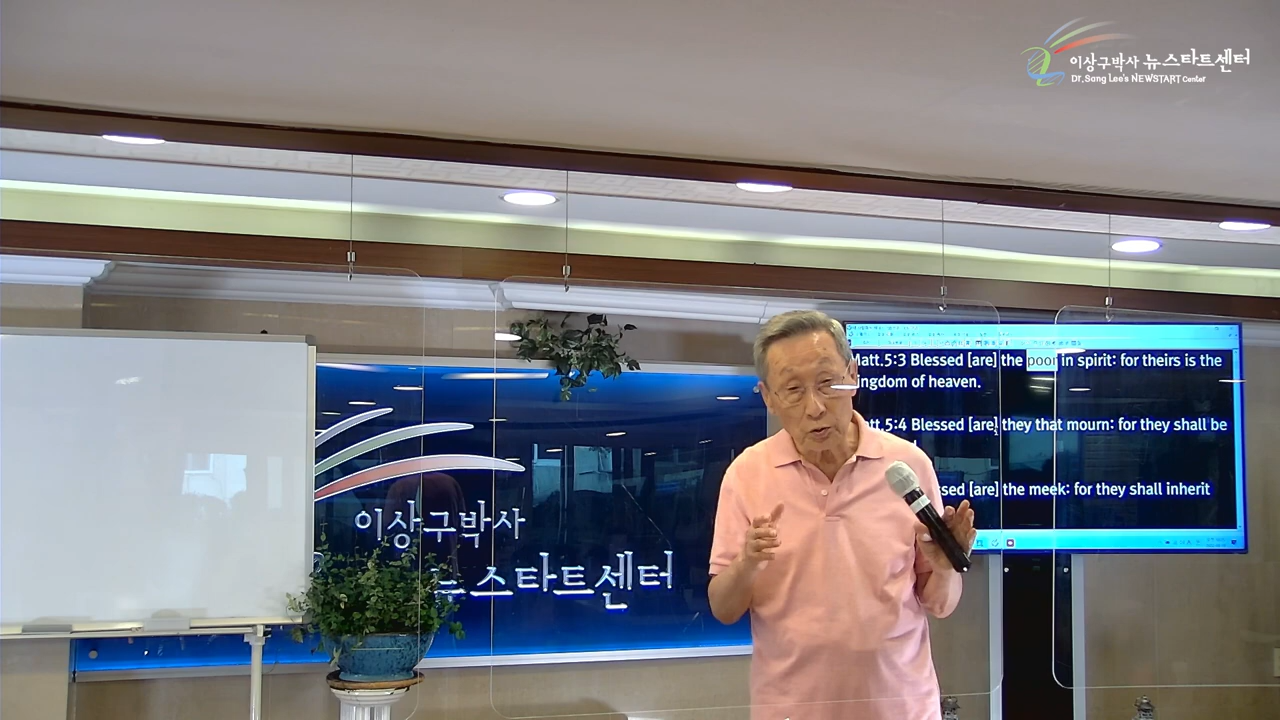 이상구박사 뉴스타트센터
Dr. Sang Lee's NEWSTART Center
Matt.5:3 Blessed [are] the poor in spirit: for theirs is the
kingdom of heaven.
Matt.5:4 Blessed [are] they that mourn: for they shall be
[are] the meek: for they shall inherit
이상구박사
뉴스타트센터